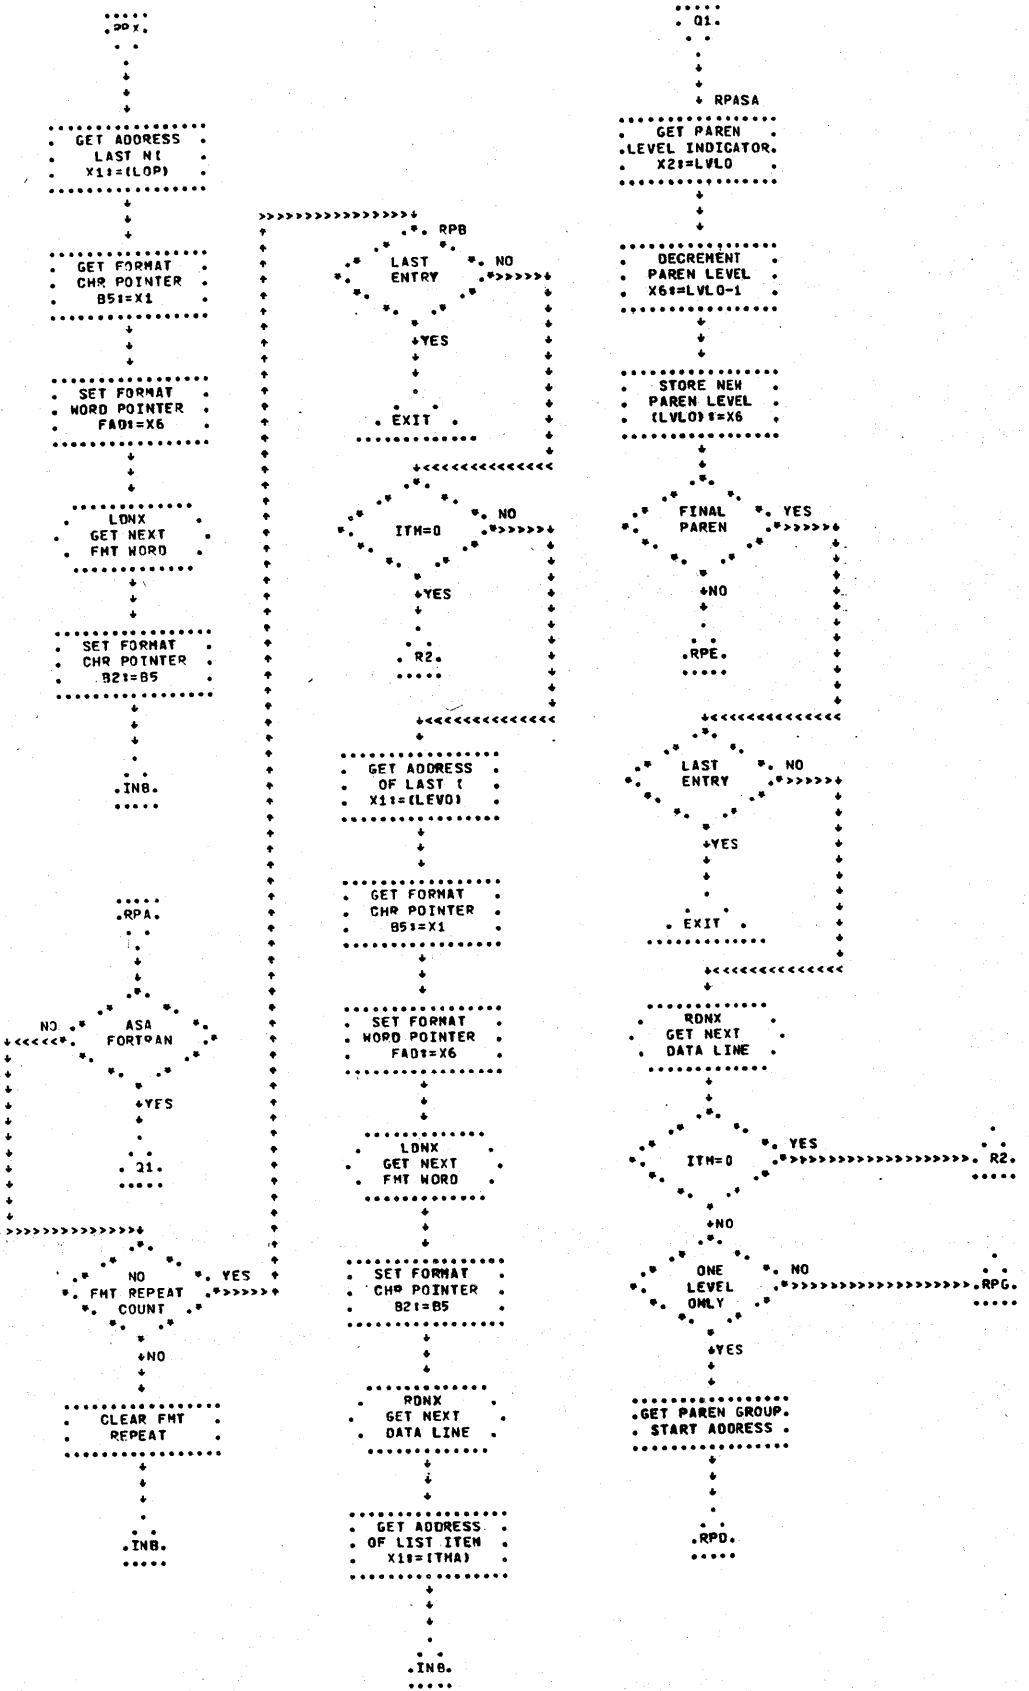 RPX.
GET ADDRESS
LAST N(
X1:=(LOP)
GET FORMAT
CHR POINTER
B5:=X1
SET FORMAT
WORD POINTER
FAD:=X6
LDNX
GET NEXT
FMT WORD
SET FORMAT
CHR POINTER
B2:=B5
.INB.
.RPA.
ASA
FORTRAN
NO
YES
Q1.
NO
FMT REPEAT
COUNT
YES
NO
CLEAR FMT
REPEAT
.INB.
RPB
LAST
ENTRY
NO
YES
EXIT
ITM=0
NO
YES
R2.
GET ADDRESS
OF LAST (
X1:=(LEVO)
GET FORMAT
CHR POINTER
B5:=X1
SET FORMAT
WORD POINTER
FAD:=X6
LDNX
GET NEXT
FMT WORD
SET FORMAT
CHR POINTER
B2:=B5
RDNX
GET NEXT
DATA LINE
GET ADDRESS
OF LIST ITEM
X1:=(TMA)
.INB.
Q1.
RPASA
GET PAREN
LEVEL INDICATOR
X2:=LVLO
DECREMENT
PAREN LEVEL
X6:=LVLO-1
STORE NEW
PAREN LEVEL
(LVLO):=X6
FINAL
PAREN
YES
NO
.RPE.
LAST
ENTRY
NO
YES
EXIT
RDNX
GET NEXT
DATA LINE
ITM=0
YES
R2.
NO
ONE
LEVEL
ONLY
NO
.RPG.
YES
GET PAREN GROUP
START ADDRESS
.RPD.